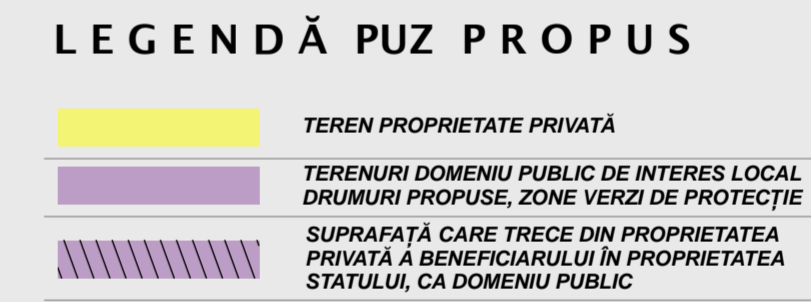 LEGENDĂ PUZ PROPUS
TEREN PROPRIETATE PRIVATĂ
TERENURI DOMENIU PUBLIC DE INTERES LOCAL
DRUMURI PROPUSE, ZONE VERZI DE PROTECȚIE
SUPRAFAȚĂ CARE TRECE DIN PROPRIETATEA
PRIVATĂ A BENEFICIARULUI ÎN PROPRIETATEA
STATULUI, CA DOMENIU PUBLIC